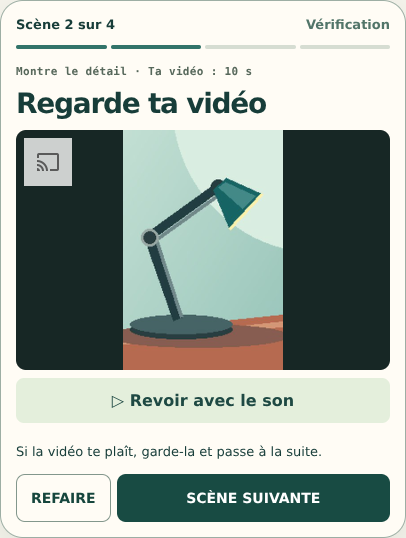 Scène 2 sur 4
Vérification
Montre le détail · Ta vidéo : 10 s
Regarde ta vidéo
▷ Revoir avec le son
Si la vidéo te plaît, garde-la et passe à la suite.
REFAIRE
SCÈNE SUIVANTE